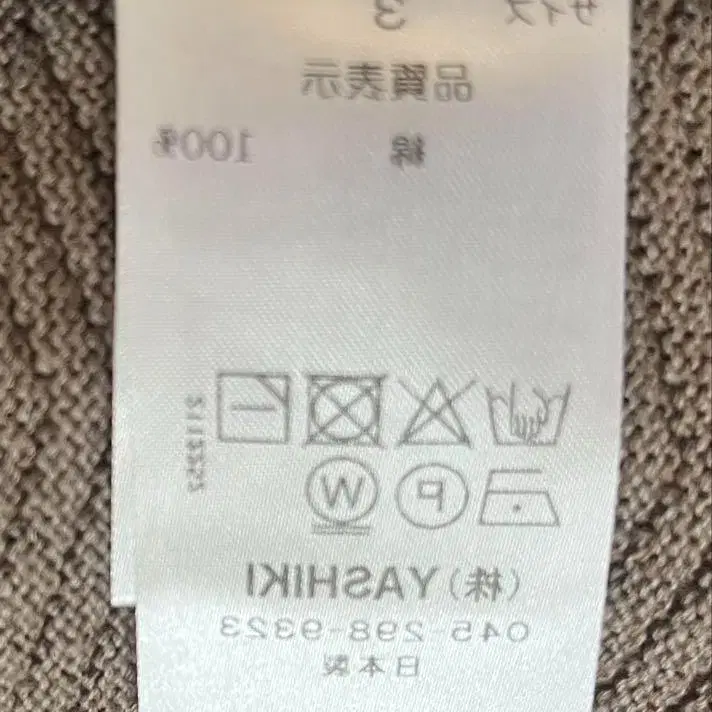 サイズ 3
品質表示
綿 100%
W
P
(株)YASHIKI
045-298-9323
日本製